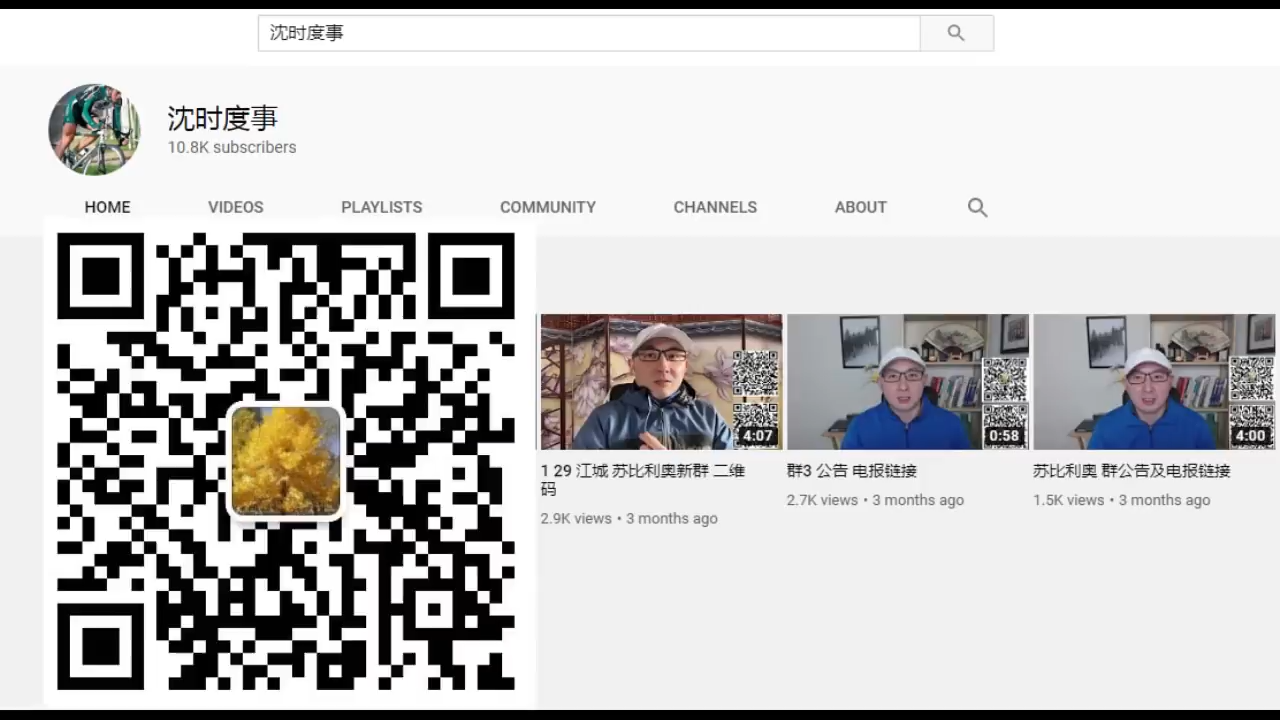 沈时度事
沈时度事
10.8K subscribers
HOME VIDEOS PLAYLISTS COMMUNITY CHANNELS ABOUT
4:07
0:58
4:00
1 29 江城 苏比利奥新群 二维
码
2.9K views • 3 months ago
群3 公告 电报链接
2.7K views • 3 months ago
苏比利奥 群公告及电报链接
1.5K views • 3 months ago